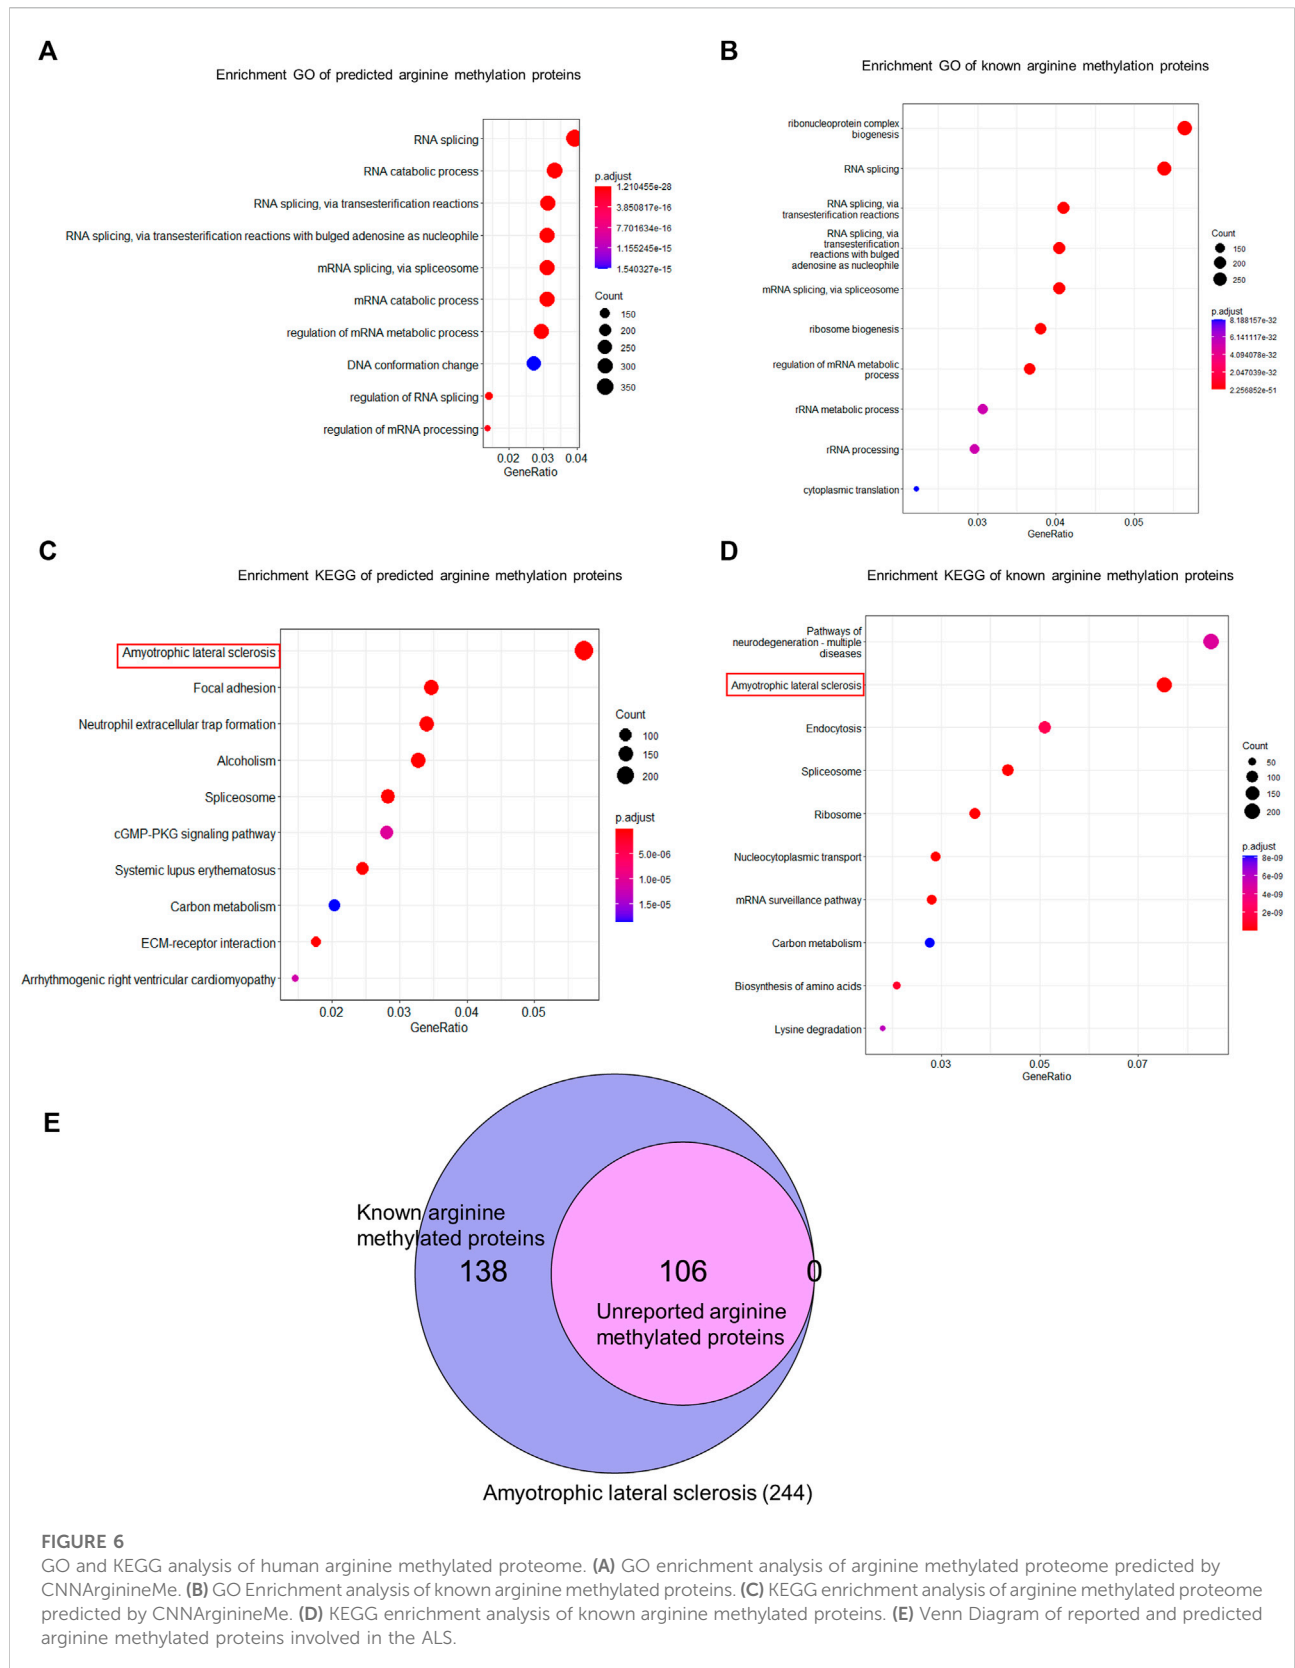 A
Enrichment GO of predicted arginine methylation proteins
RNA splicing
RNA catabolic process
RNA splicing, via transesterification reactions
RNA splicing, via transesterification reactions with bulged adenosine as nucleophile
mRNA splicing, via spliceosome
mRNA catabolic process
regulation of mRNA metabolic process
DNA conformation change
regulation of RNA splicing
regulation of mRNA processing
0.02 0.03 0.04
GeneRatio
p.adjust
1.210455e-28
3.850817e-16
7.701634e-16
1.155245e-15
1.540327e-15
Count
150
200
250
300
350
B
Enrichment GO of known arginine methylation proteins
ribonucleoprotein complex
biogenesis
RNA splicing
RNA splicing, via
transesterification reactions
RNA splicing, via
transesterification
reactions with bulged
adenosine as nucleophile
mRNA splicing, via spliceosome
ribosome biogenesis
regulation of mRNA metabolic
process
rRNA metabolic process
rRNA processing
cytoplasmic translation
0.03 0.04 0.05
GeneRatio
Count
150
200
250
p.adjust
8.188157e-32
6.141117e-32
4.094078e-32
2.047039e-32
2.256852e-51
C
Enrichment KEGG of predicted arginine methylation proteins
Amyotrophic lateral sclerosis
Focal adhesion
Neutrophil extracellular trap formation
Alcoholism
Spliceosome
cGMP-PKG signaling pathway
Systemic lupus erythematosus
Carbon metabolism
ECM-receptor interaction
Arrhythmogenic right ventricular cardiomyopathy
0.02 0.03 0.04 0.05
GeneRatio
Count
100
150
200
p.adjust
5.0e-06
1.0e-05
1.5e-05
D
Enrichment KEGG of known arginine methylation proteins
Pathways of
neurodegeneration - multiple
diseases
Amyotrophic lateral sclerosis
Endocytosis
Spliceosome
Ribosome
Nucleocytoplasmic transport
mRNA surveillance pathway
Carbon metabolism
Biosynthesis of amino acids
Lysine degradation
0.03 0.05 0.07
GeneRatio
Count
50
100
150
200
p.adjust
8e-09
6e-09
4e-09
2e-09
E
Known arginine
methylated proteins
138
106
0
Unreported arginine
methylated proteins
Amyotrophic lateral sclerosis (244)
FIGURE 6
GO and KEGG analysis of human arginine methylated proteome. (A) GO enrichment analysis of arginine methylated proteome predicted by
CNNArginineMe. (B) GO Enrichment analysis of known arginine methylated proteins. (C) KEGG enrichment analysis of arginine methylated proteome
predicted by CNNArginineMe. (D) KEGG enrichment analysis of known arginine methylated proteins. (E) Venn Diagram of reported and predicted
arginine methylated proteins involved in the ALS.